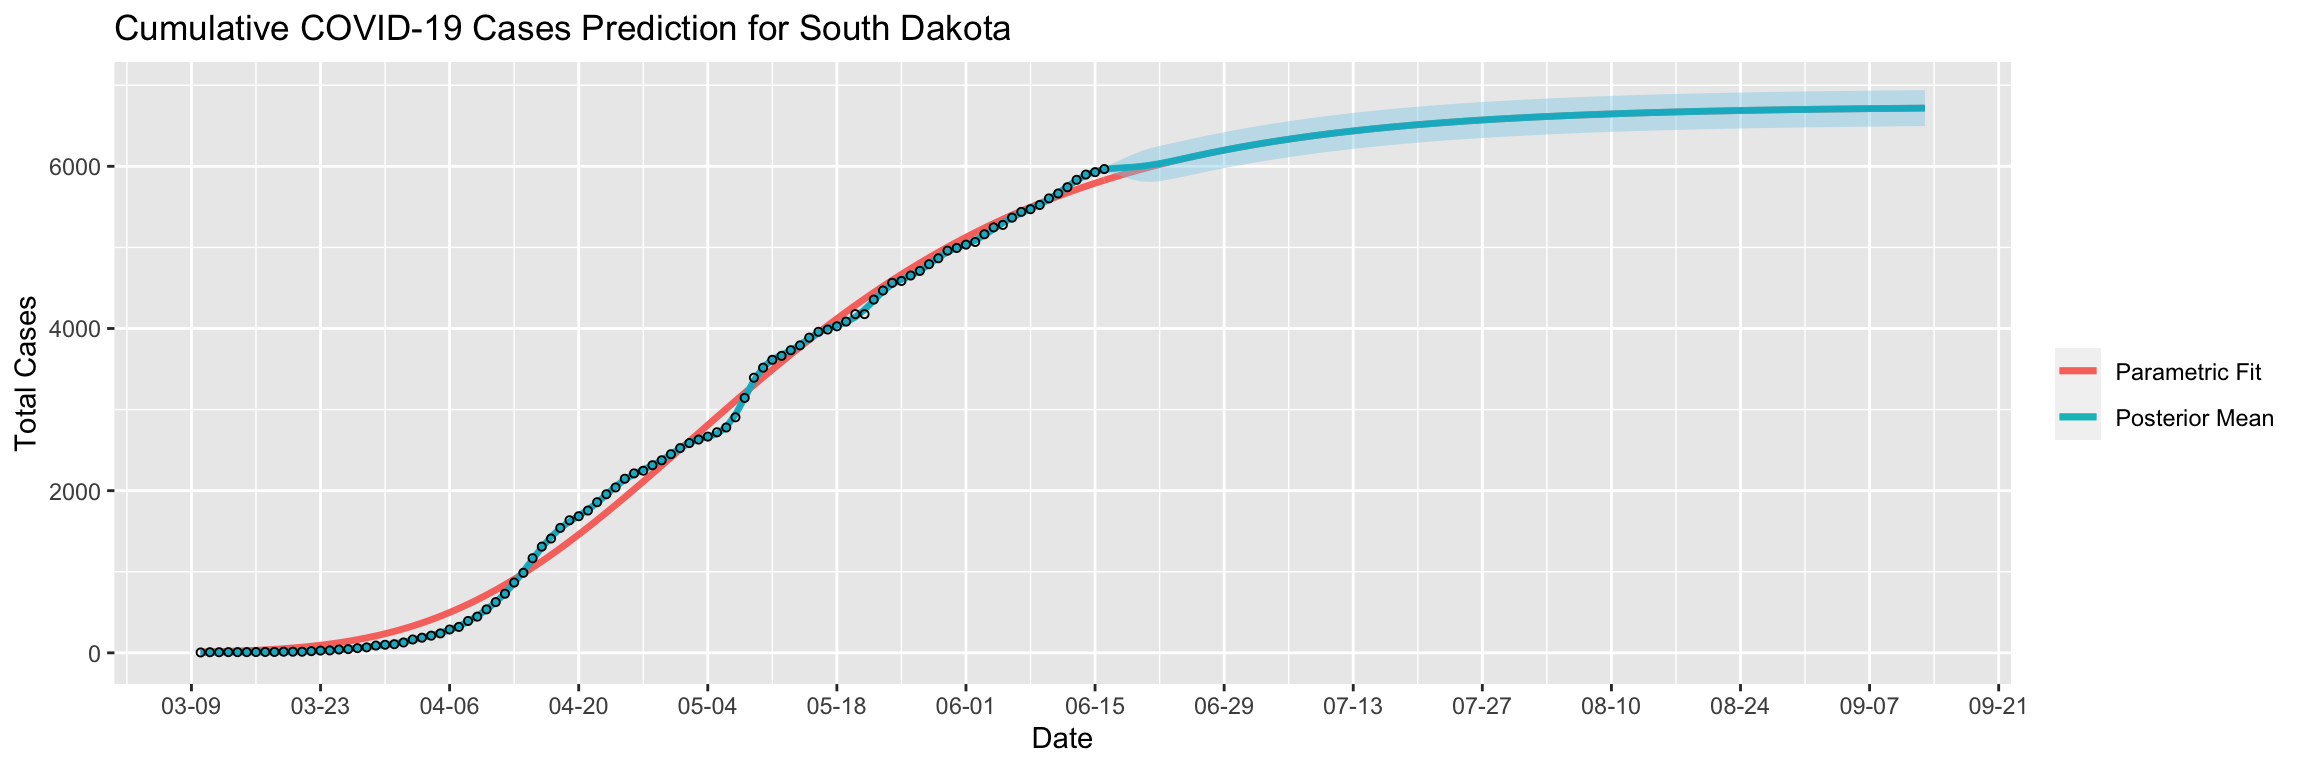 Cumulative COVID-19 Cases Prediction for South Dakota
Total Cases
6000
4000
2000
0
03-09 03-23 04-06 04-20 05-04 05-18 06-01 06-15 06-29 07-13 07-27 08-10 08-24 09-07 09-21
Date
Parametric Fit
Posterior Mean